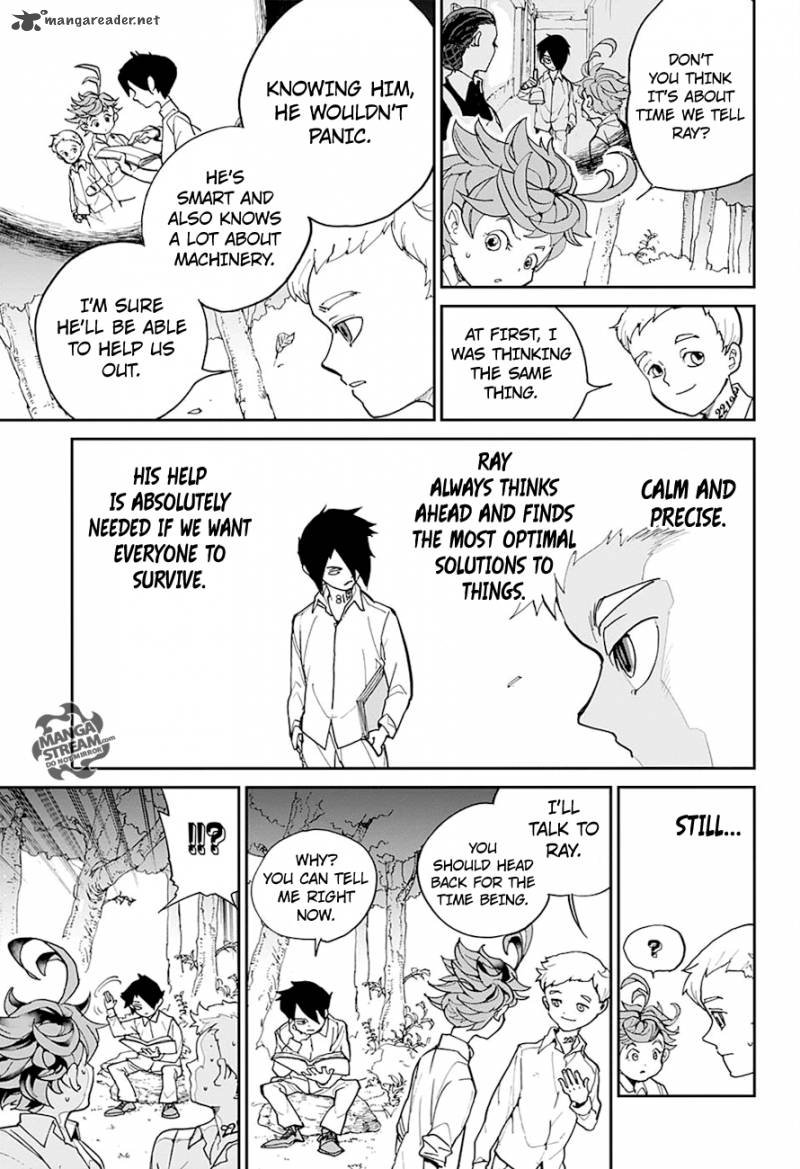 mangareader.net
DON'T
YOU THINK
IT'S ABOUT
TIME WE TELL
RAY?
AT FIRST, I
WAS THINKING
THE SAME
THING.
22194
KNOWING HIM,
HE WOULDN'T
PANIC.
HE'S
SMART AND
ALSO KNOWS
A LOT ABOUT
MACHINERY.
I'M SURE
HE'LL BE ABLE
TO HELP US
OUT.
CALM AND
PRECISE.
RAY
ALWAYS THINKS
AHEAD AND FINDS
THE MOST OPTIMAL
SOLUTIONS TO
THINGS.
HIS HELP
IS ABSOLUTELY
NEEDED IF WE WANT
EVERYONE TO
SURVIVE.
MANGA
STREAM.com
DO NOT MIRROR
STILL...
?
I'LL
TALK TO
RAY.
YOU
SHOULD HEAD
BACK FOR THE
TIME BEING.
WHY?
YOU CAN TELL
ME RIGHT
NOW.
!!?